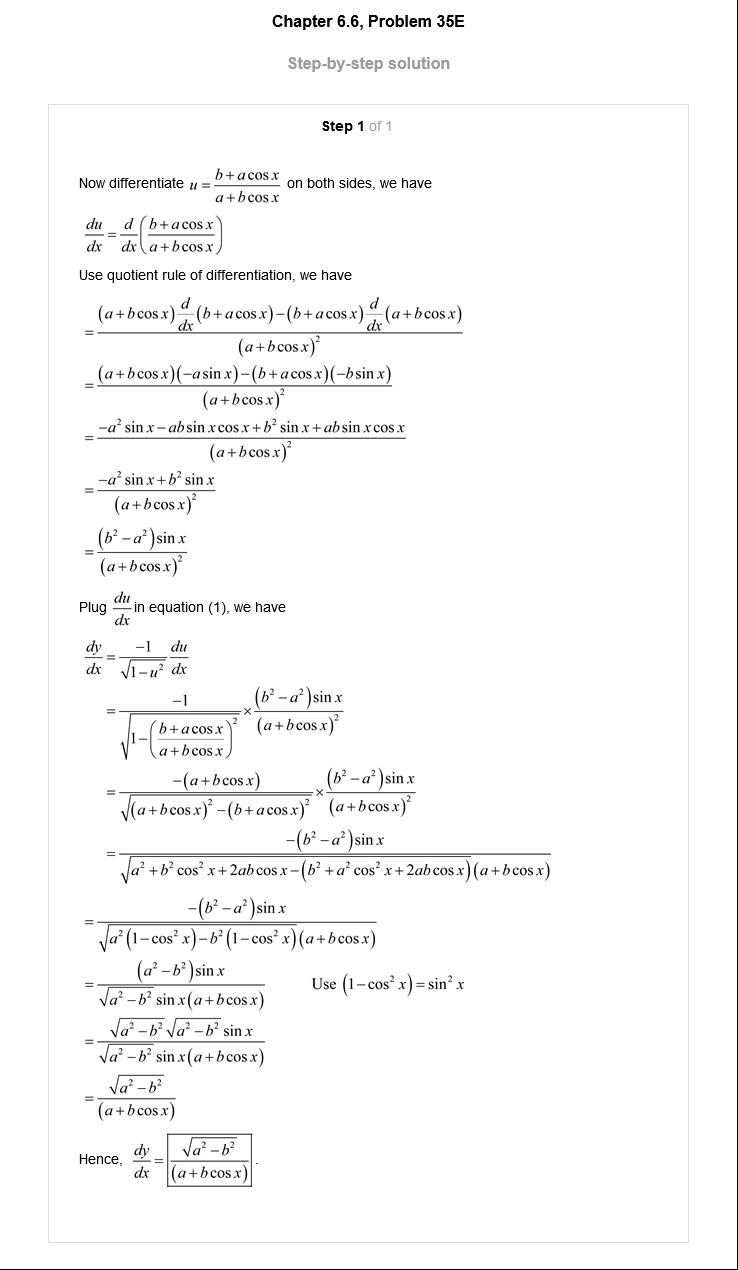 Chapter 6.6, Problem 35E
Step-by-step solution
Step 1 of 1
Now differentiate u = \frac{b+a\cos x}{a+b\cos x} on both sides, we have
\frac{du}{dx} = \frac{d}{dx}\left(\frac{b+a\cos x}{a+b\cos x}\right)
Use quotient rule of differentiation, we have
= \frac{(a+b\cos x)\frac{d}{dx}(b+a\cos x)-(b+a\cos x)\frac{d}{dx}(a+b\cos x)}{(a+b\cos x)^2}
= \frac{(a+b\cos x)(-a\sin x)-(b+a\cos x)(-b\sin x)}{(a+b\cos x)^2}
= \frac{-a^2\sin x-ab\sin x\cos x+b^2\sin x+ab\sin x\cos x}{(a+b\cos x)^2}
= \frac{-a^2\sin x+b^2\sin x}{(a+b\cos x)^2}
= \frac{(b^2-a^2)\sin x}{(a+b\cos x)^2}
Plug \frac{du}{dx} in equation (1), we have
\frac{dy}{dx} = \frac{-1}{\sqrt{1-u^2}} \frac{du}{dx}
= \frac{-1}{\sqrt{1-\left(\frac{b+a\cos x}{a+b\cos x}\right)^2}} × \frac{(b^2-a^2)\sin x}{(a+b\cos x)^2}
= \frac{-(a+b\cos x)}{\sqrt{(a+b\cos x)^2-(b+a\cos x)^2}} × \frac{(b^2-a^2)\sin x}{(a+b\cos x)^2}
= \frac{-(b^2-a^2)\sin x}{\sqrt{a^2+b^2\cos^2 x+2ab\cos x-(b^2+a^2\cos^2 x+2ab\cos x)}(a+b\cos x)}
= \frac{-(b^2-a^2)\sin x}{\sqrt{a^2(1-\cos^2 x)-b^2(1-\cos^2 x)}(a+b\cos x)}
= \frac{(a^2-b^2)\sin x}{\sqrt{a^2-b^2}\sin x(a+b\cos x)} Use (1-\cos^2 x)=\sin^2 x
= \frac{\sqrt{a^2-b^2}\sqrt{a^2-b^2}\sin x}{\sqrt{a^2-b^2}\sin x(a+b\cos x)}
= \frac{\sqrt{a^2-b^2}}{(a+b\cos x)}
Hence, \frac{dy}{dx} = \boxed{\frac{\sqrt{a^2-b^2}}{(a+b\cos x)}}.